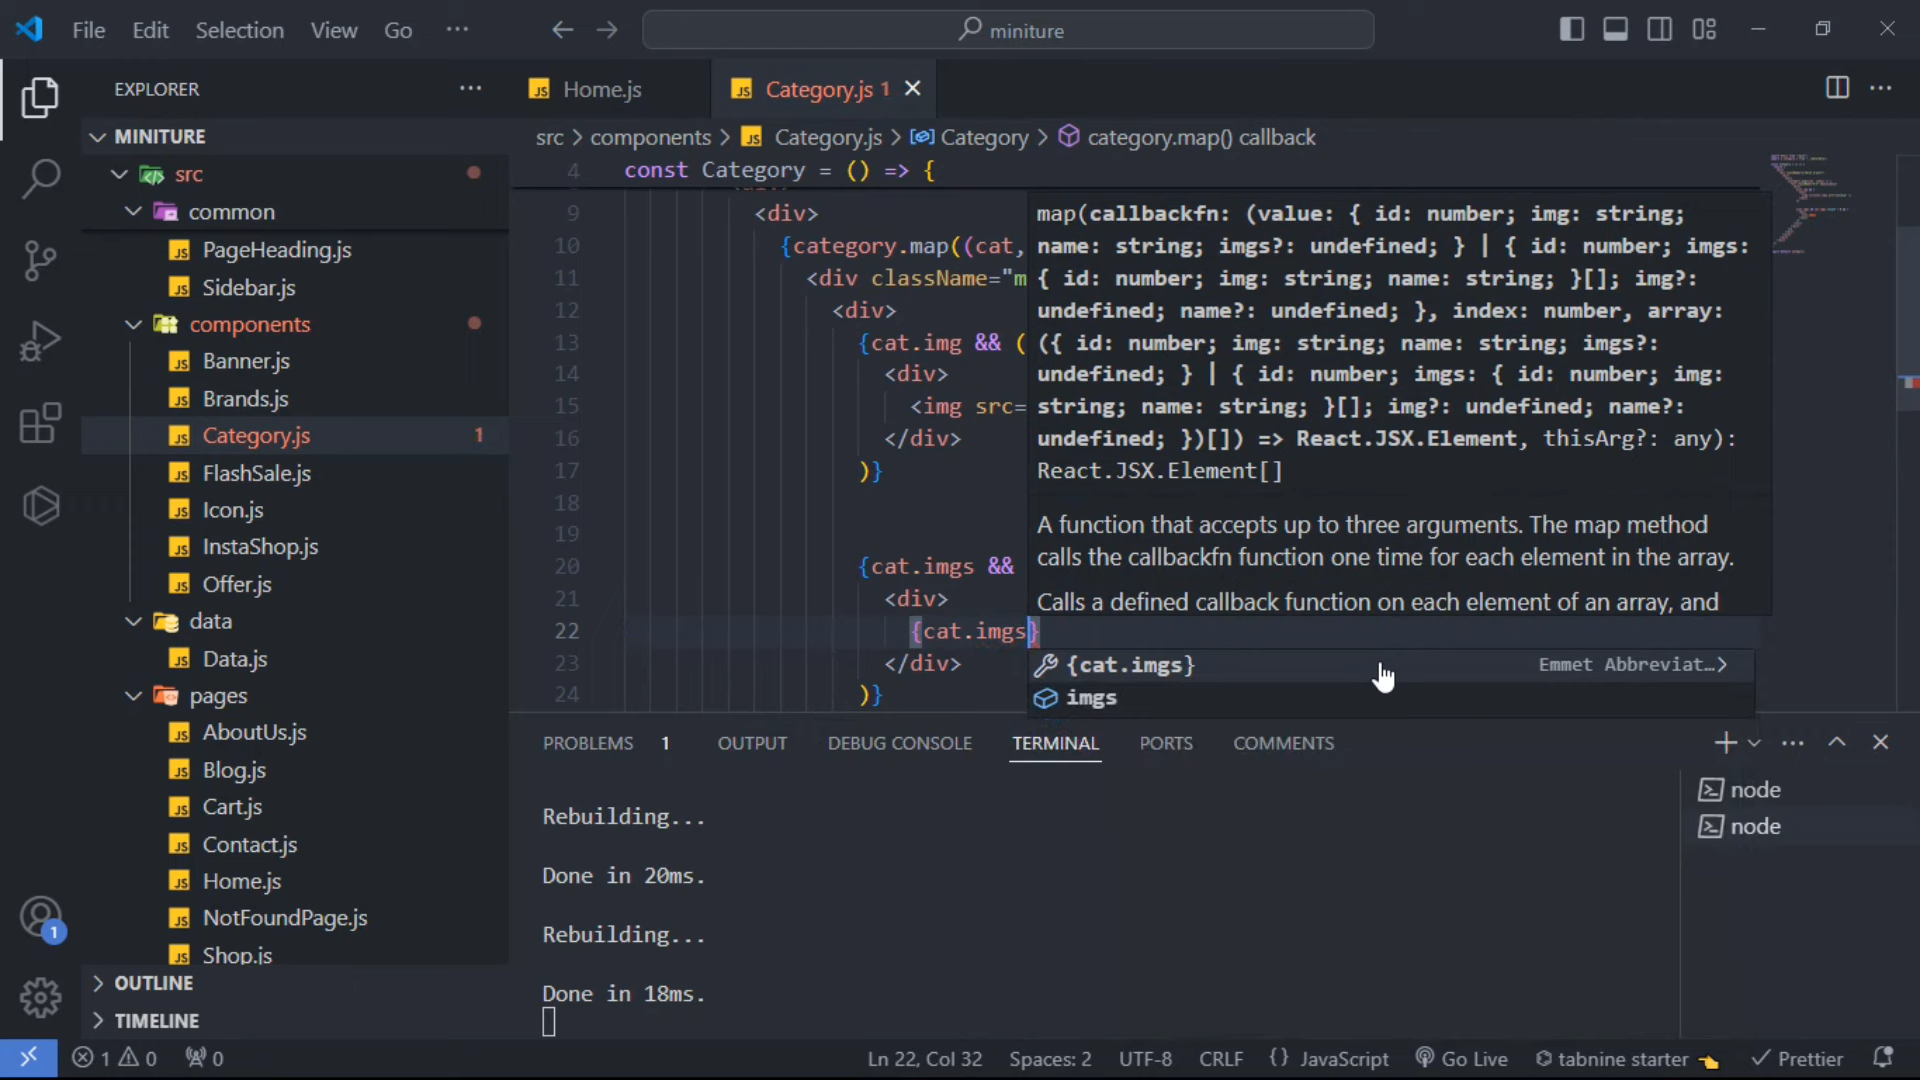 File Edit Selection View Go ··· miniture
EXPLORER ···
MINITURE
src
common
PageHeading.js
Sidebar.js
components
Banner.js
Brands.js
Category.js 1
FlashSale.js
Icon.js
InstaShop.js
Offer.js
data
Data.js
pages
AboutUs.js
Blog.js
Cart.js
Contact.js
Home.js
NotFoundPage.js
Shop.js
OUTLINE
TIMELINE
1
Home.js Category.js 1
src > components > Category.js > Category > category.map() callback
4 const Category = () => {
9 <div>
10 {category.map((cat,
11 <div className="m
12 <div>
13 {cat.img && (
14 <div>
15 <img src=
16 </div>
17 )}
18
19
20 {cat.imgs &&
21 <div>
22 {cat.imgs}
23 </div>
24 )}
map(callbackfn: (value: { id: number; img: string;
name: string; imgs?: undefined; } | { id: number; imgs:
{ id: number; img: string; name: string; }[]; img?:
undefined; name?: undefined; }, index: number, array:
({ id: number; img: string; name: string; imgs?:
undefined; } | { id: number; imgs: { id: number; img:
string; name: string; }[]; img?: undefined; name?:
undefined; })[]) => React.JSX.Element, thisArg?: any):
React.JSX.Element[]
A function that accepts up to three arguments. The map method
calls the callbackfn function one time for each element in the array.
Calls a defined callback function on each element of an array, and
{cat.imgs} Emmet Abbreviat…>
imgs
PROBLEMS 1 OUTPUT DEBUG CONSOLE TERMINAL PORTS COMMENTS
Rebuilding...
Done in 20ms.
Rebuilding...
Done in 18ms.
node
node
1 0 0 Ln 22, Col 32 Spaces: 2 UTF-8 CRLF {} JavaScript Go Live tabnine starter Prettier